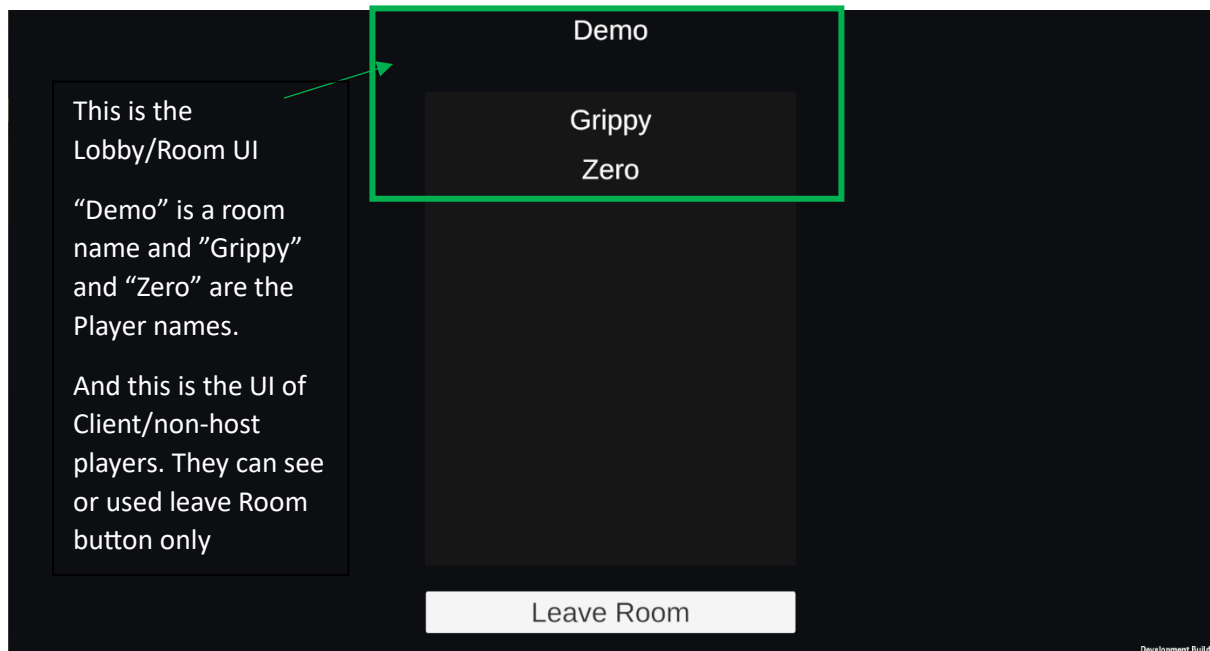 Demo
This is the
Lobby/Room UI
“Demo” is a room
name and ”Grippy”
and “Zero” are the
Player names.
And this is the UI of
Client/non-host
players. They can see
or used leave Room
button only
Grippy
Zero
Leave Room
Development Build